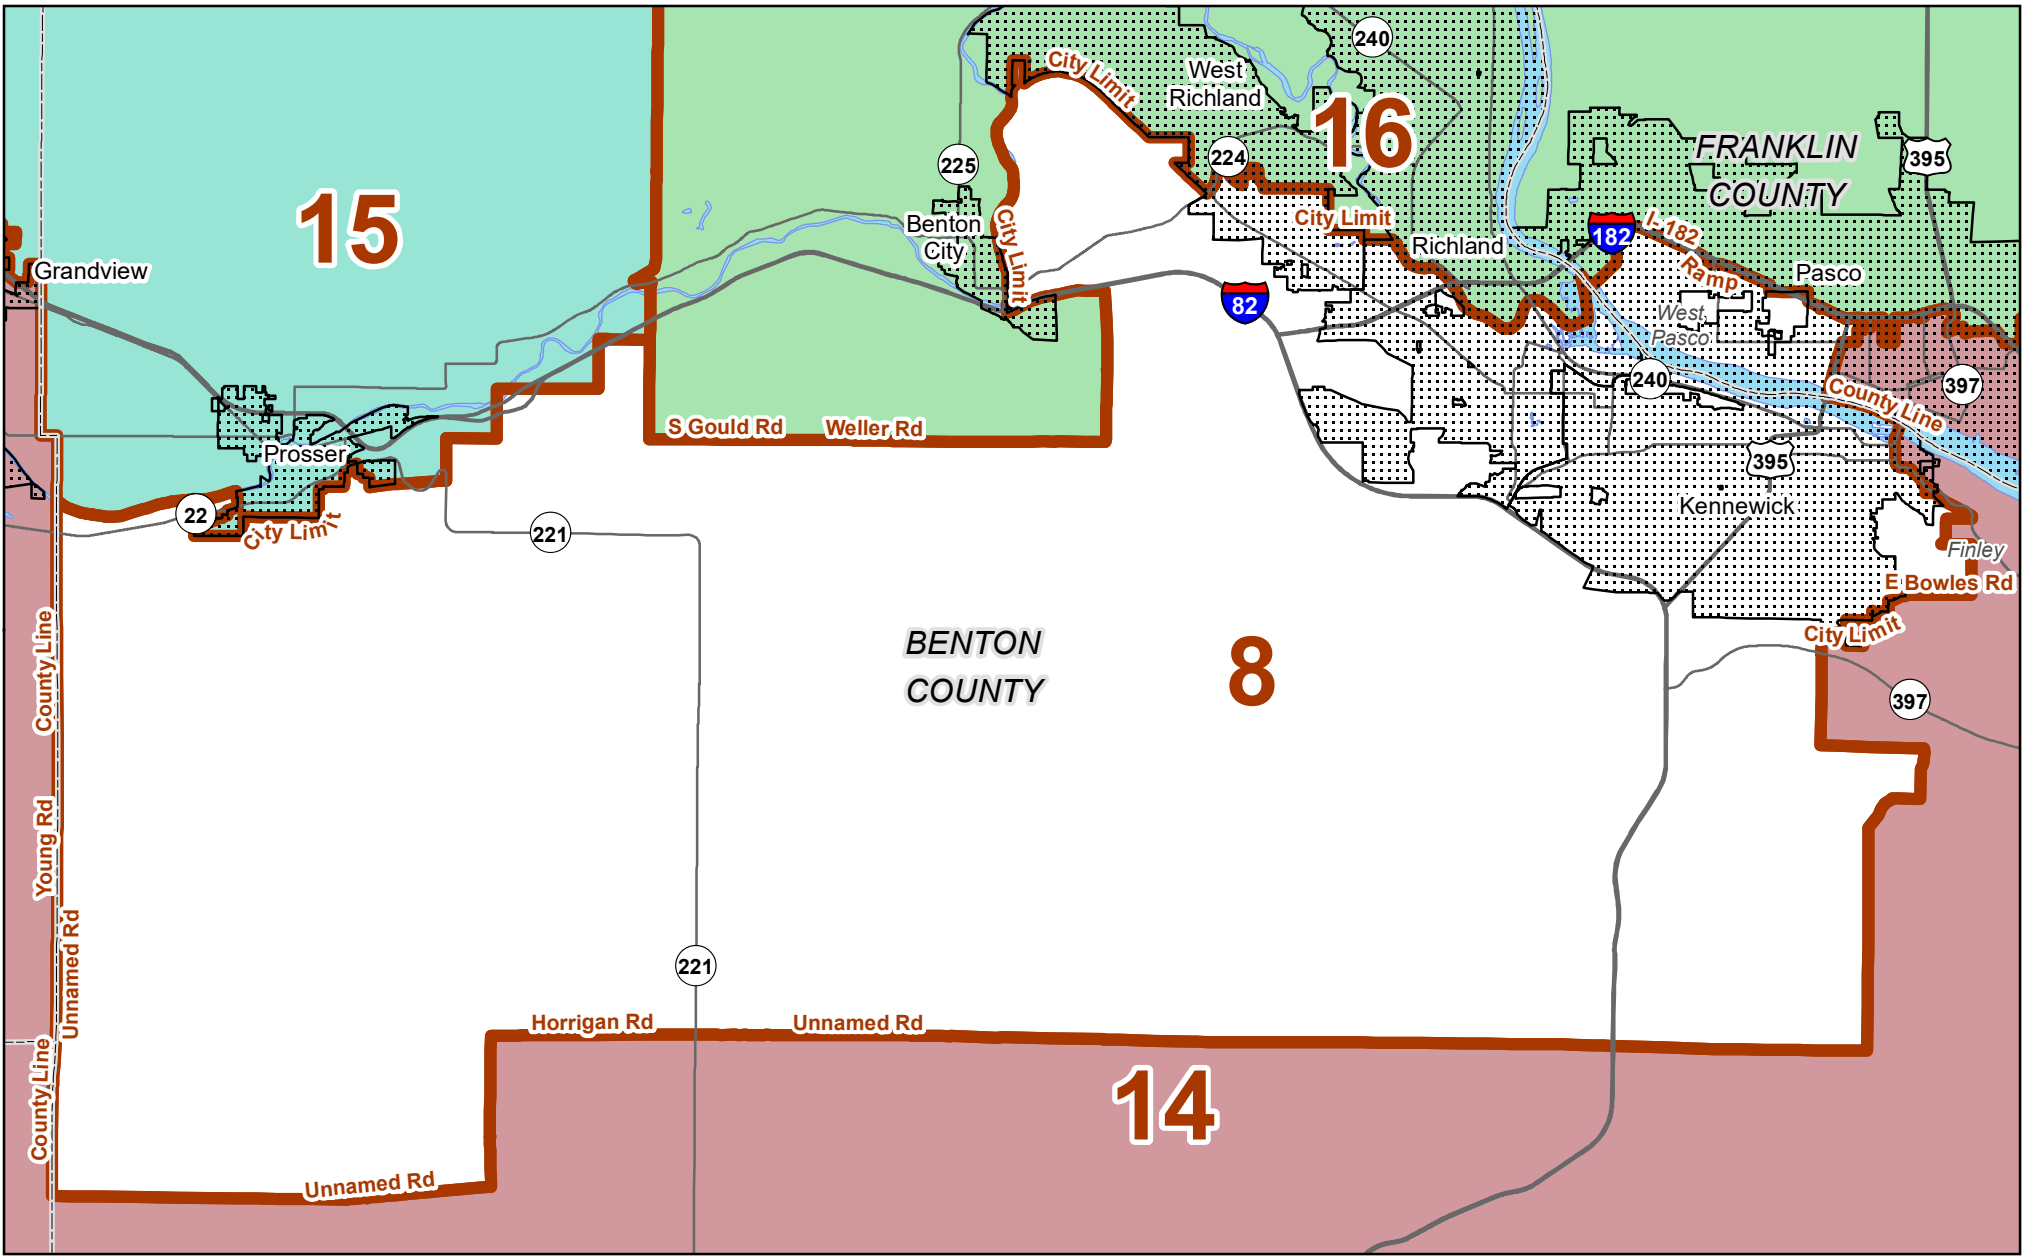 240
City Limit
West
Richland
16
FRANKLIN
COUNTY
395
224
225
15
Benton
City
City Limit
City Limit
Richland
182
I-182
Ramp
Pasco
Grandview
82
West
Pasco
240
397
County Line
S Gould Rd
Weller Rd
Prosser
395
Kennewick
22
City Limit
221
Finley
E Bowles Rd
City Limit
BENTON
COUNTY
8
County Line
397
Young Rd
Unnamed Rd
221
Horrigan Rd
Unnamed Rd
County Line
14
Unnamed Rd